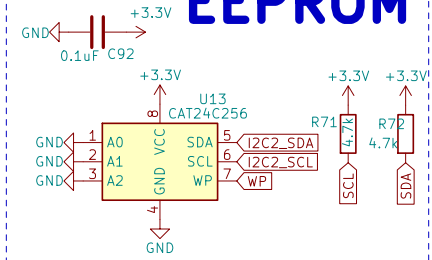 EEPROM
+3.3V
GND
0.1uF C92
+3.3V
U13
CAT24C256
8
VCC
GND 1 A0
GND 2 A1
GND 3 A2
SDA 5 I2C2_SDA
SCL 6 I2C2_SCL
WP 7 WP
GND
4
GND
+3.3V
+3.3V
R71
4.7k
R72
4.7k
SCL
SDA